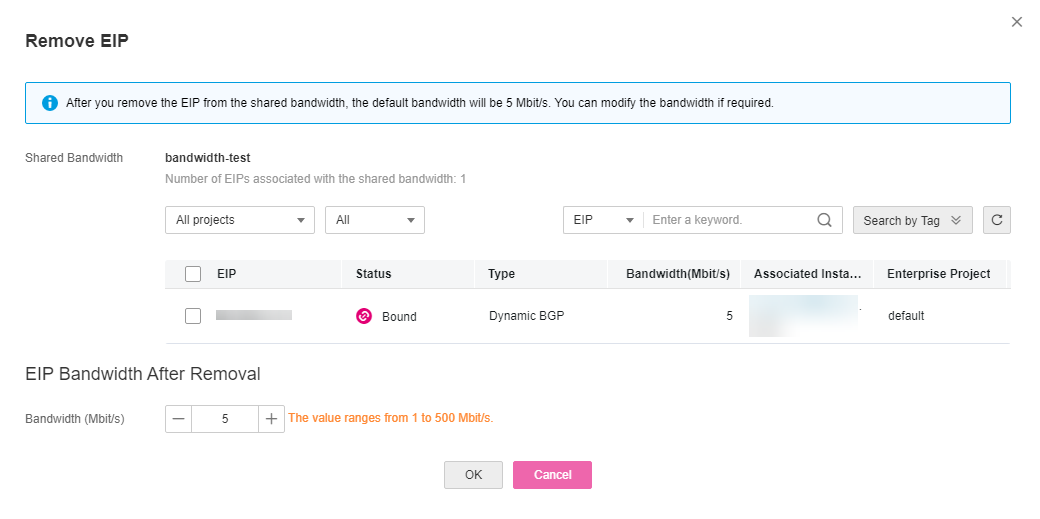 Remove EIP
After you remove the EIP from the shared bandwidth, the default bandwidth will be 5 Mbit/s. You can modify the bandwidth if required.
Shared Bandwidth bandwidth-test
Number of EIPs associated with the shared bandwidth: 1
All projects All EIP Enter a keyword. Search by Tag
EIP Status Type Bandwidth(Mbit/s) Associated Insta... Enterprise Project
Bound Dynamic BGP 5 default
EIP Bandwidth After Removal
Bandwidth (Mbit/s) 5 The value ranges from 1 to 500 Mbit/s.
OK Cancel